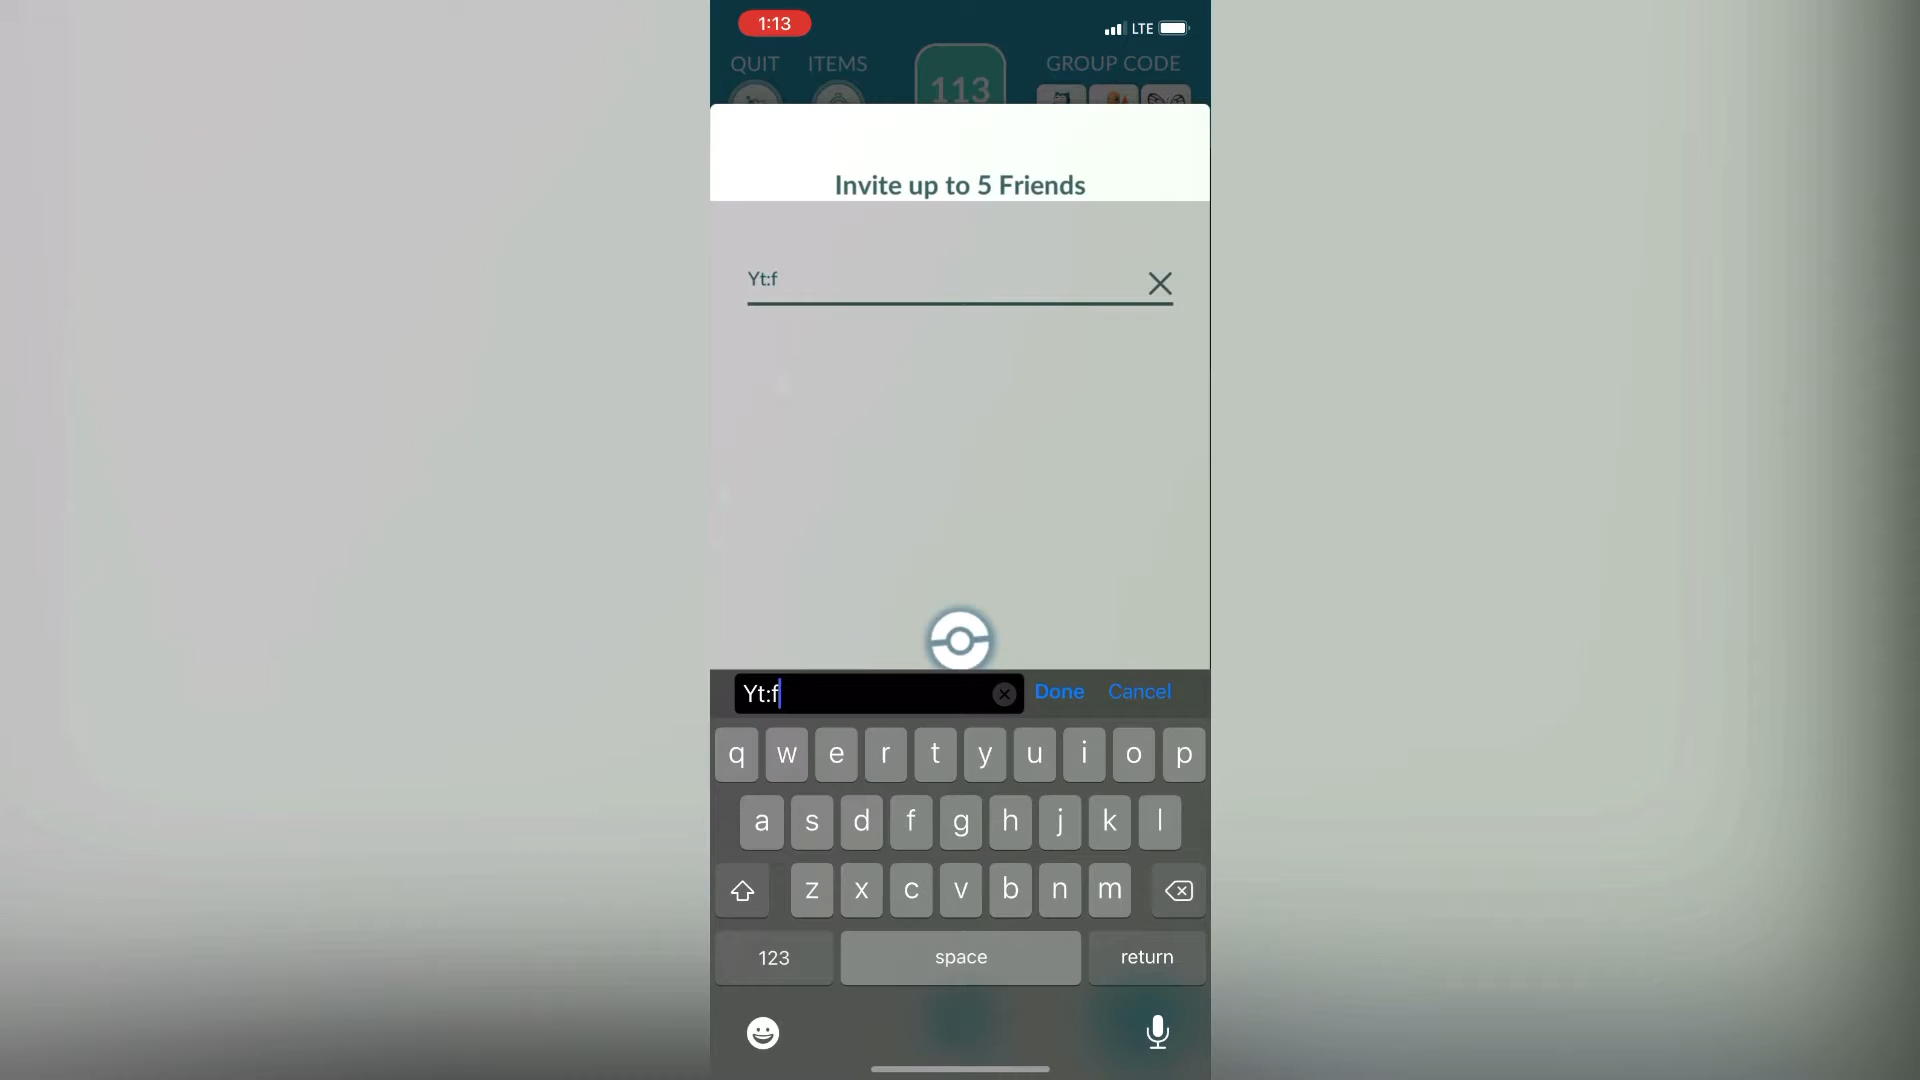 1:13
LTE
QUIT ITEMS 113 GROUP CODE
Invite up to 5 Friends
Yt:f
Yt:f Done Cancel
q w e r t y u i o p
a s d f g h j k l
z x c v b n m
123 space return